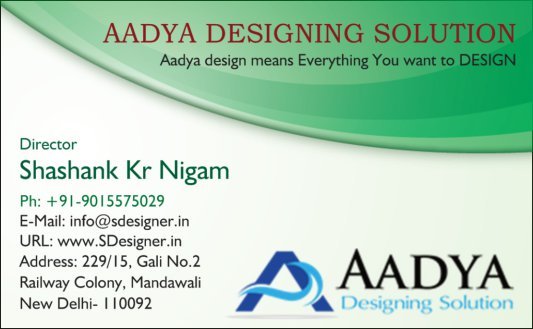 AADYA DESIGNING SOLUTION
Aadya design means Everything You want to DESIGN
Director
Shashank Kr Nigam
Ph: +91-9015575029
E-Mail: info@sdesigner.in
URL: www.SDesigner.in
Address: 229/15, Gali No.2
Railway Colony, Mandawali
New Delhi- 110092
AADYA
Designing Solution